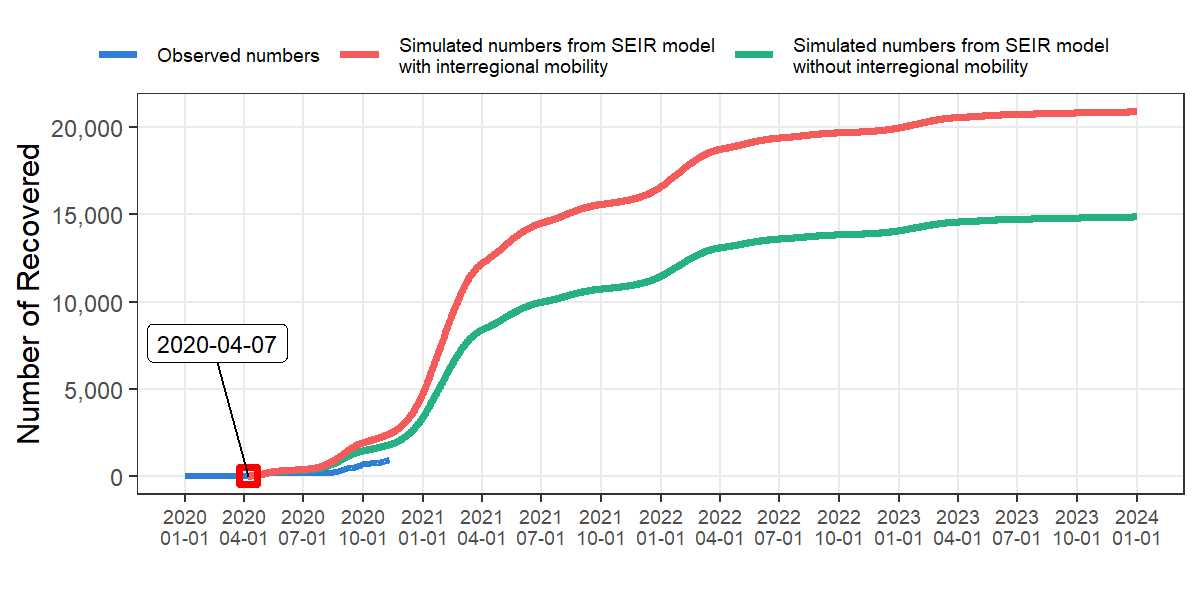 Observed numbers
Simulated numbers from SEIR model
with interregional mobility
Simulated numbers from SEIR model
without interregional mobility
Number of Recovered
20,000
15,000
10,000
5,000
0
2020-04-07
2020 2020 2020 2020 2021 2021 2021 2021 2022 2022 2022 2022 2023 2023 2023 2023 2024
01-01 04-01 07-01 10-01 01-01 04-01 07-01 10-01 01-01 04-01 07-01 10-01 01-01 04-01 07-01 10-01 01-01